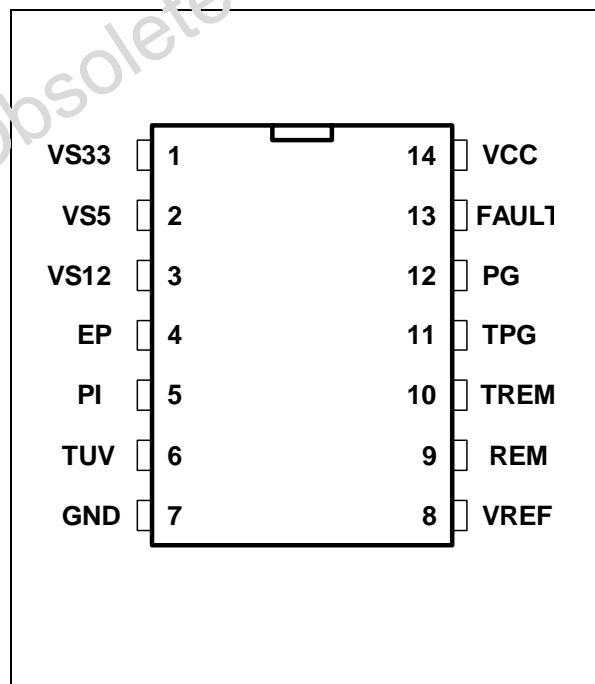 obsolete
VS33 1 14 VCC
VS5 2 13 FAULT
VS12 3 12 PG
EP 4 11 TPG
PI 5 10 TREM
TUV 6 9 REM
GND 7 8 VREF